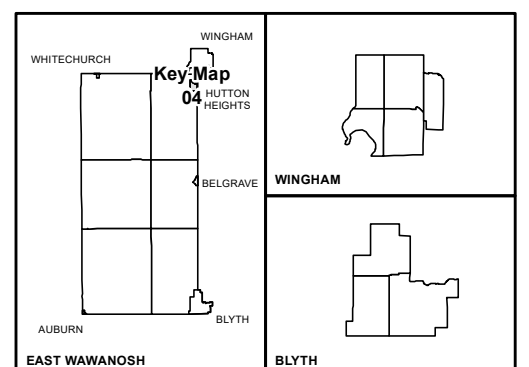 WINGHAM
WHITECHURCH
Key Map
04
HUTTON
HEIGHTS
BELGRAVE
BLYTH
AUBURN
EAST WAWANOSH
WINGHAM
BLYTH